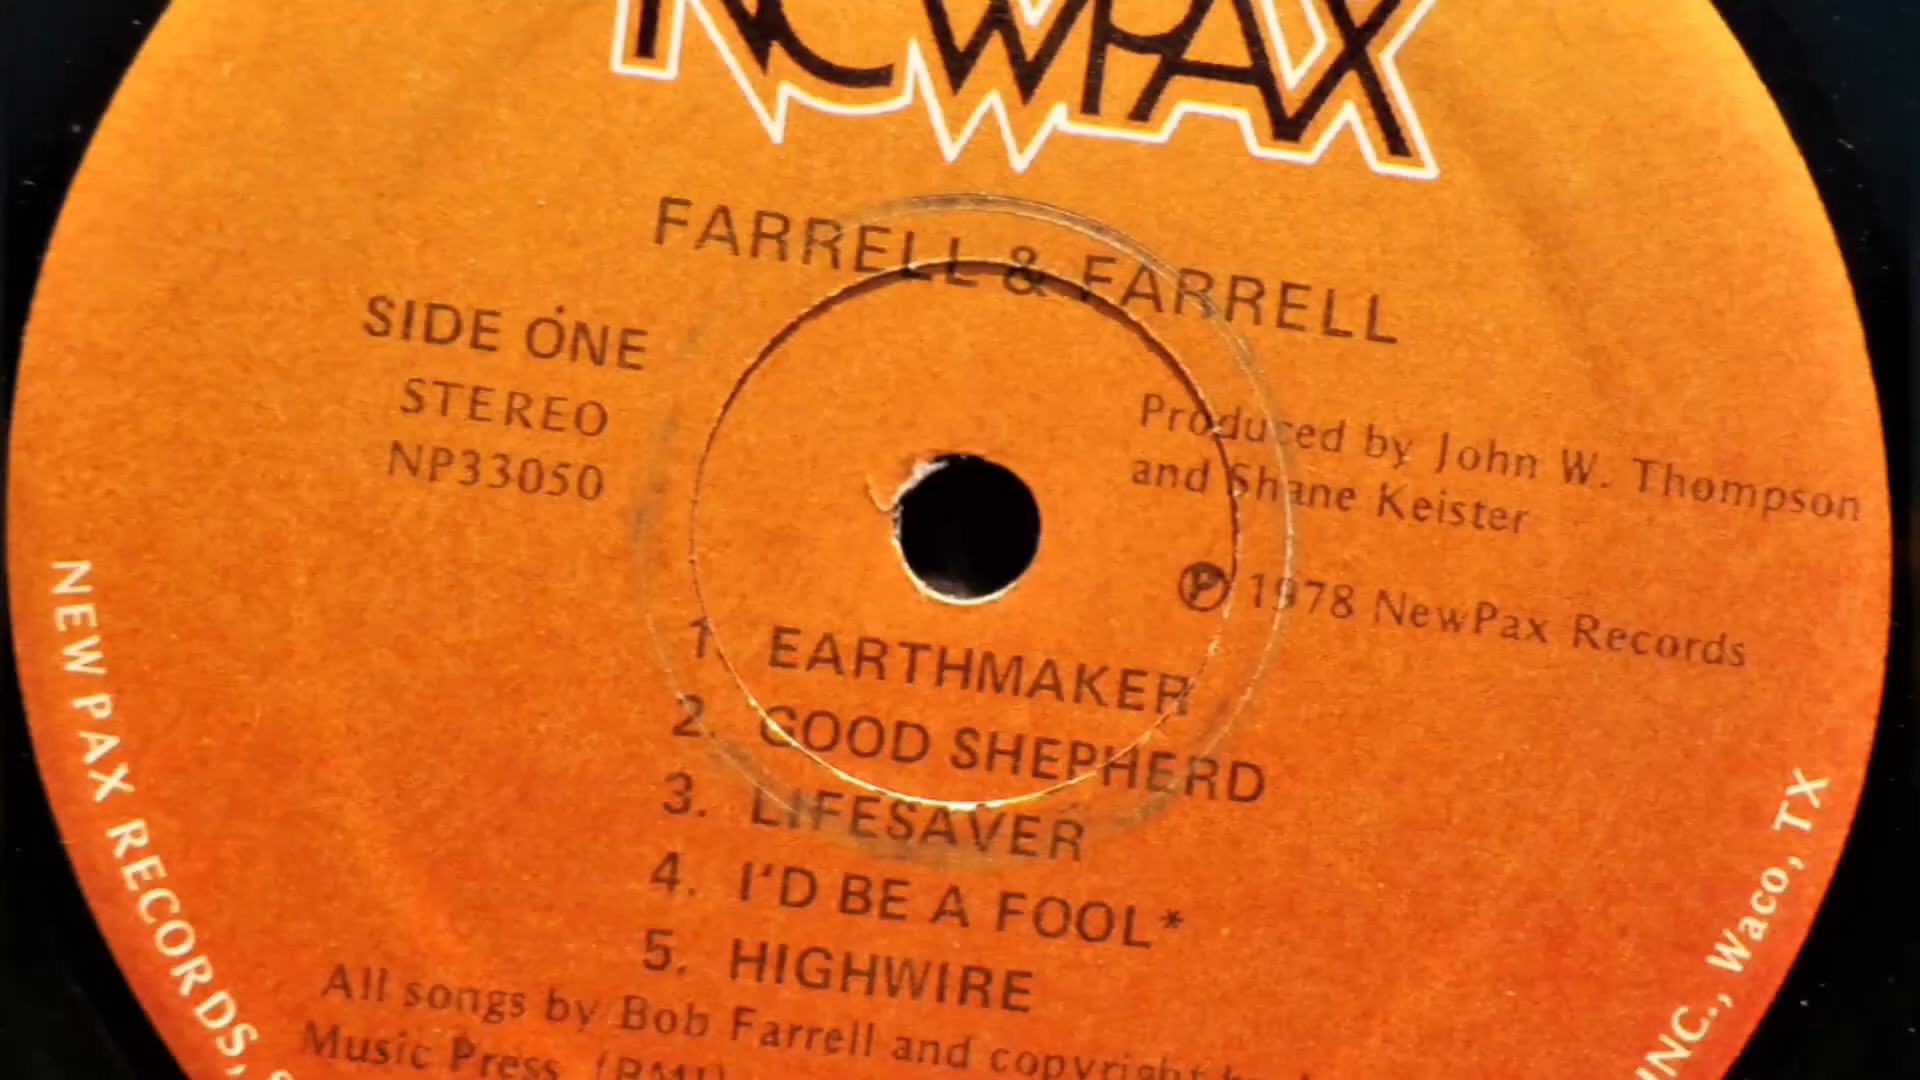 NEWPAX
FARRELL & FARRELL
SIDE ONE
STEREO
NP33050
Produced by John W. Thompson
and Shane Keister
℗ 1978 NewPax Records
1. EARTHMAKER
2. GOOD SHEPHERD
3. LIFESAVER
4. I'D BE A FOOL*
5. HIGHWIRE
All songs by Bob Farrell and copyright
Music Press (BMI)
NEWPAX RECORDS,
INC., Waco, TX